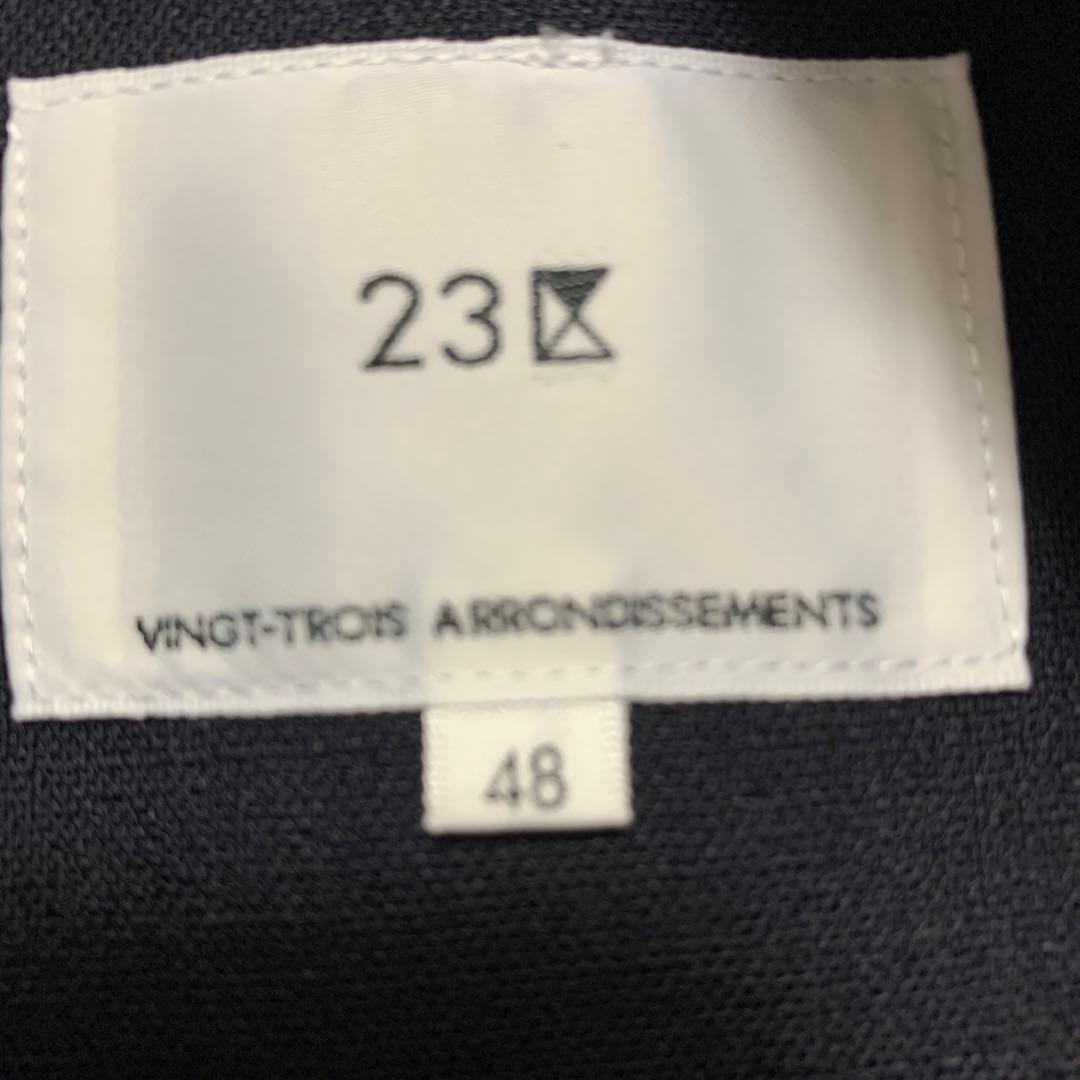 23区
VINGT-TROIS ARRONDISSEMENTS
48